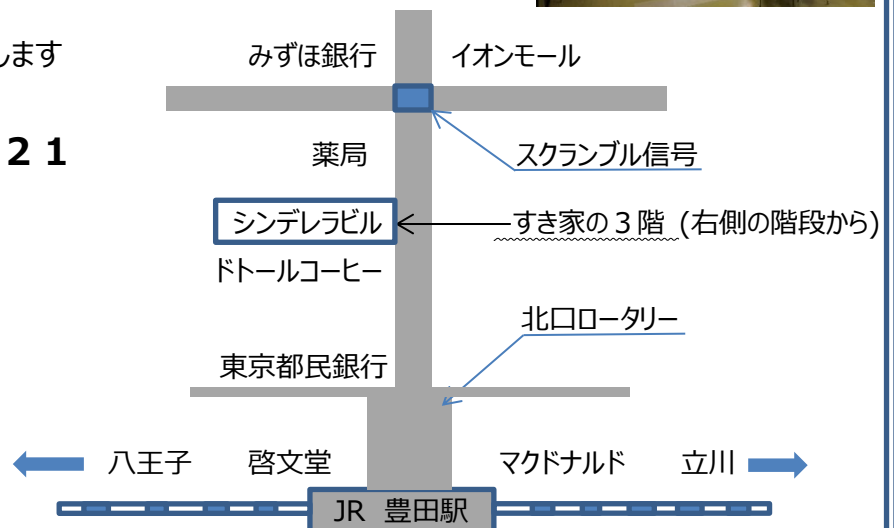 します
みずほ銀行 イオンモール
２１
薬局 スクランブル信号
シンデレラビル すき家の３階 (右側の階段から)
ドトールコーヒー
北口ロータリー
東京都民銀行
八王子 啓文堂 マクドナルド 立川
JR 豊田駅